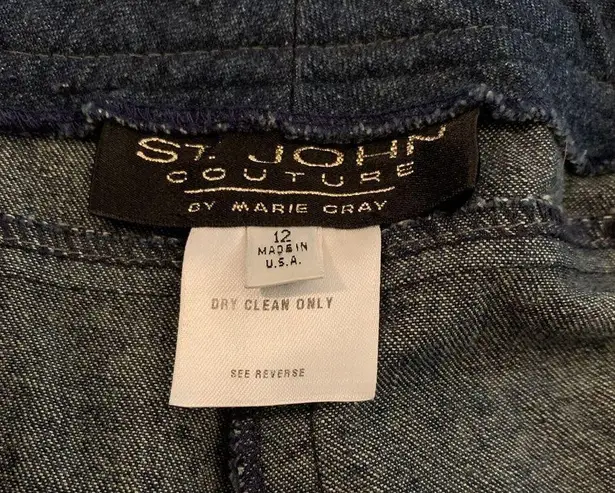 ST. JOHN
COUTURE
BY MARIE GRAY
12
MADE IN
U.S.A.
DRY CLEAN ONLY
SEE REVERSE